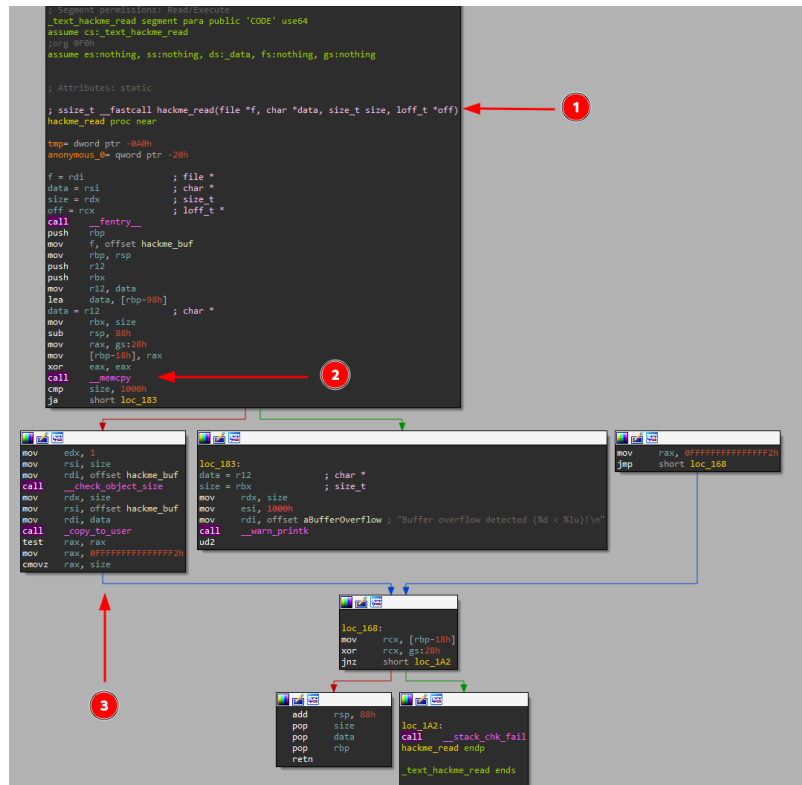 ; Segment permissions: Read/Execute
_text_hackme_read segment para public 'CODE' use64
assume cs:_text_hackme_read
;org 0F0h
assume es:nothing, ss:nothing, ds:_data, fs:nothing, gs:nothing
; Attributes: static
; ssize_t __fastcall hackme_read(file *f, char *data, size_t size, loff_t *off)
1
hackme_read proc near
tmp= dword ptr -0A0h
anonymous_0= qword ptr -20h
f = rdi ; file *
data = rsi ; char *
size = rdx ; size_t
off = rcx ; loff_t *
call __fentry__
push rbp
mov f, offset hackme_buf
mov rbp, rsp
push r12
push rbx
mov r12, data
lea data, [rbp-98h]
data = r12 ; char *
mov rbx, size
sub rsp, 88h
mov rax, gs:28h
mov [rbp-18h], rax
xor eax, eax
call __memcpy
2
cmp size, 1000h
ja short loc_183
mov edx, 1
mov rsi, size
mov rdi, offset hackme_buf
call __check_object_size
mov rdx, size
mov rsi, offset hackme_buf
mov rdi, data
call _copy_to_user
test rax, rax
mov rax, 0FFFFFFFFFFFFFFF2h
cmovz rax, size
3
loc_183:
data = r12 ; char *
size = rbx ; size_t
mov rdx, size
mov esi, 1000h
mov rdi, offset aBufferOverflow ; "Buffer overflow detected (%d < %lu)!\n"
call __warn_printk
ud2
mov rax, 0FFFFFFFFFFFFFFF2h
jmp short loc_168
loc_168:
mov rcx, [rbp-18h]
xor rcx, gs:28h
jnz short loc_1A2
add rsp, 88h
pop size
pop data
pop rbp
retn
loc_1A2:
call __stack_chk_fail
hackme_read endp
_text_hackme_read ends